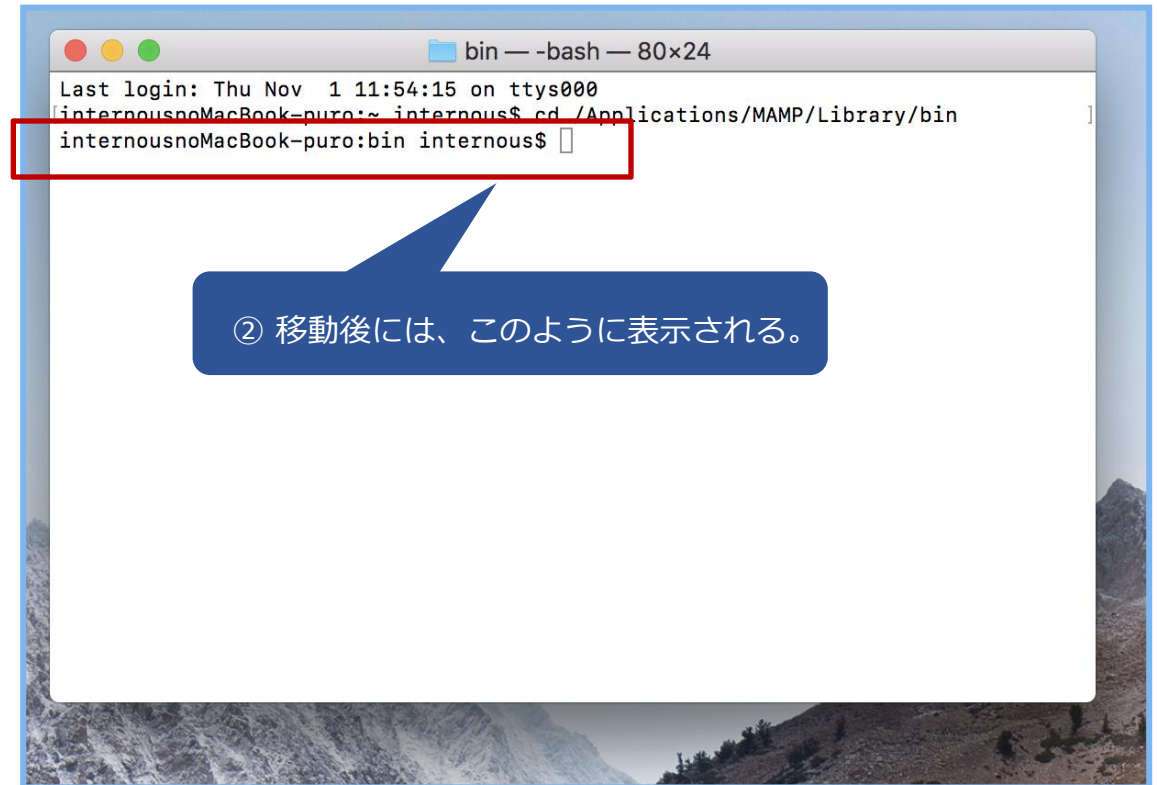 bin — -bash — 80×24
Last login: Thu Nov  1 11:54:15 on ttys000
[internousnoMacBook-puro:~ internous$ cd /Applications/MAMP/Library/bin ]
internousnoMacBook-puro:bin internous$
② 移動後には、このように表示される。